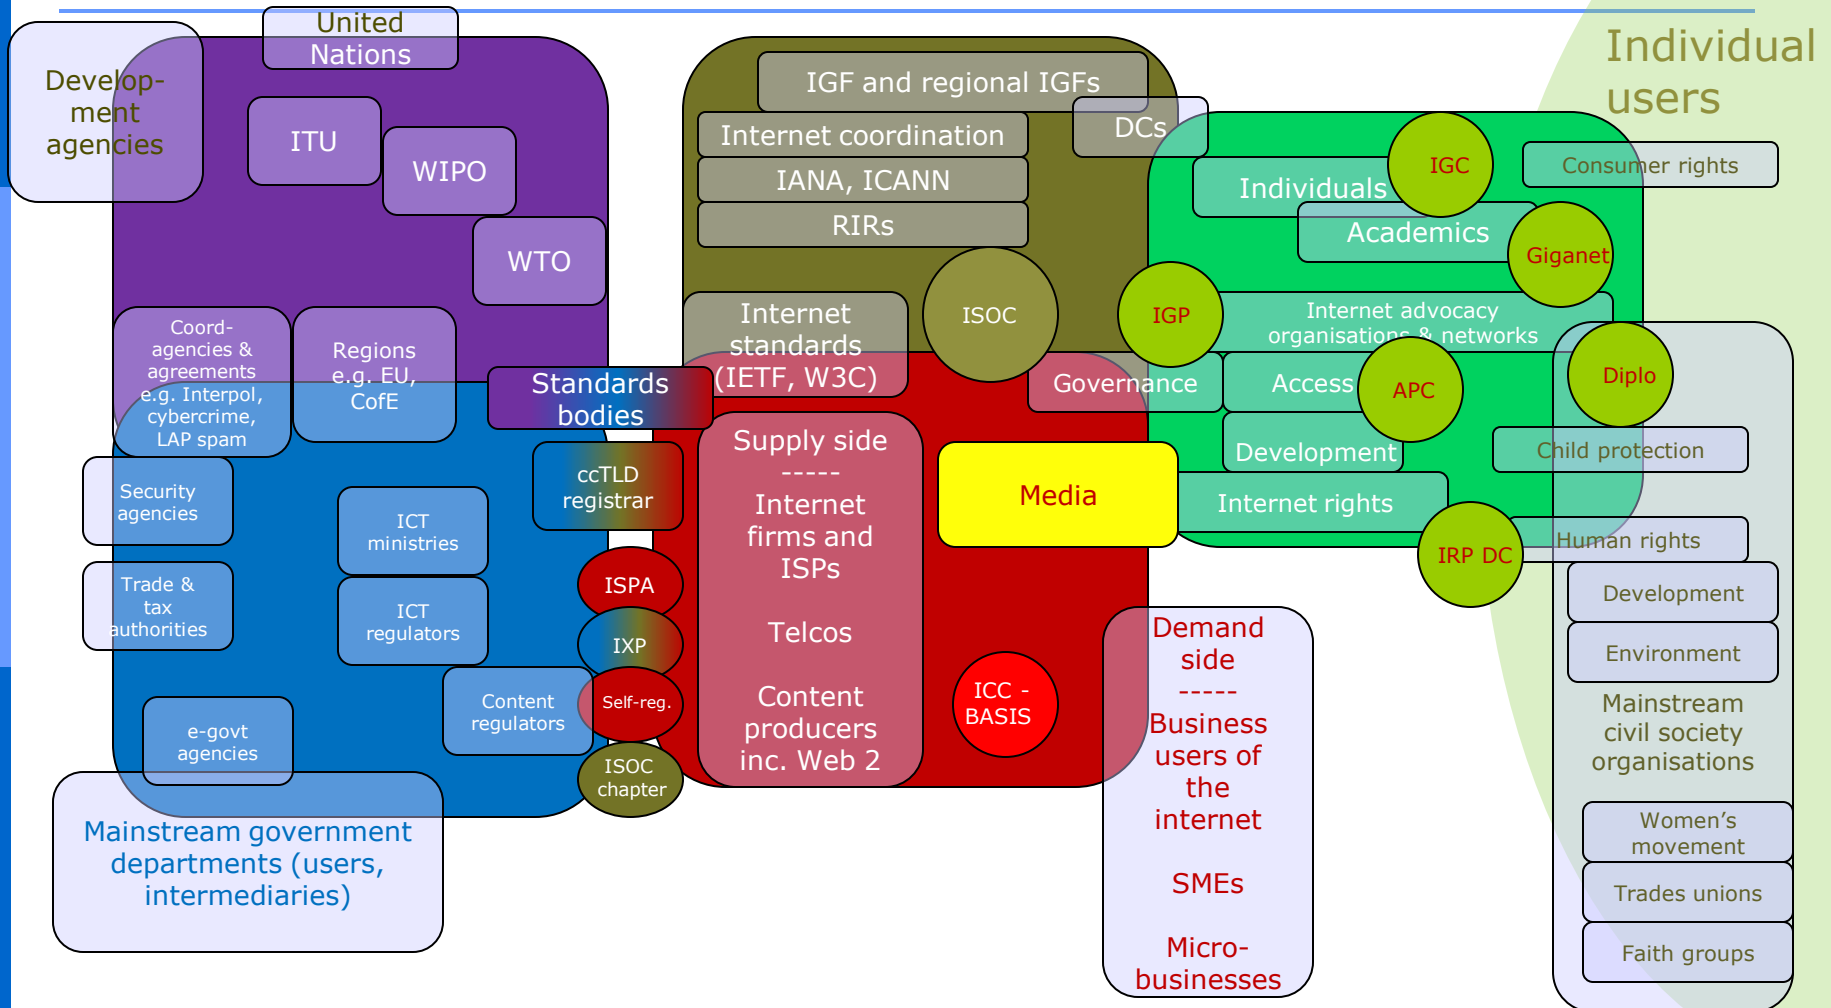 United
Nations
Develop-
ment
agencies
ITU
WIPO
WTO
Coord-
agencies &
agreements
e.g. Interpol,
cybercrime,
LAP spam
Regions
e.g. EU,
CofE
Standards
bodies
Security
agencies
Trade &
tax
authorities
ICT
ministries
ICT
regulators
Content
regulators
e-govt
agencies
Mainstream government
departments (users,
intermediaries)
ccTLD
registrar
ISPA
IXP
Self-reg.
ISOC
chapter
IGF and regional IGFs
DCs
Internet coordination
IANA, ICANN
RIRs
Internet
standards
(IETF, W3C)
ISOC
Supply side
-----
Internet
firms and
ISPs
Telcos
Content
producers
inc. Web 2
Media
ICC -
BASIS
Demand
side
-----
Business
users of
the
internet
SMEs
Micro-
businesses
Individual
users
IGC
Consumer rights
Individuals
Academics
Giganet
IGP
Internet advocacy
organisations & networks
Governance
Access
APC
Diplo
Development
Child protection
Internet rights
IRP DC
Human rights
Development
Environment
Mainstream
civil society
organisations
Women’s
movement
Trades unions
Faith groups